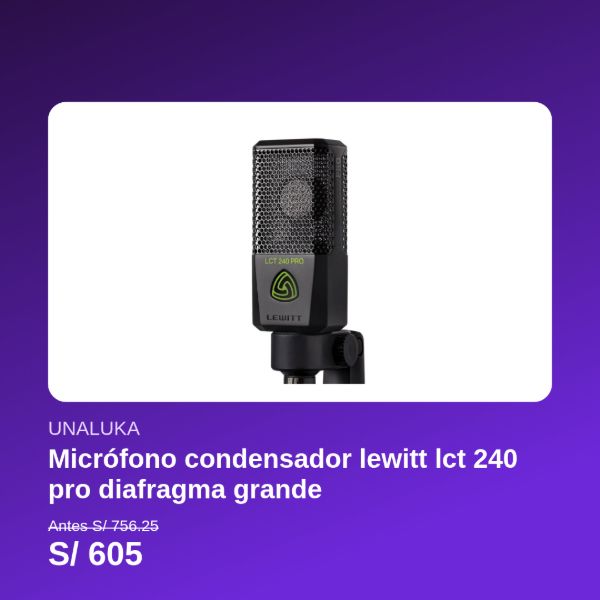 LCT 240 PRO
LEWITT
UNALUKA
Micrófono condensador lewitt lct 240
pro diafragma grande
Antes S/ 756.25
S/ 605